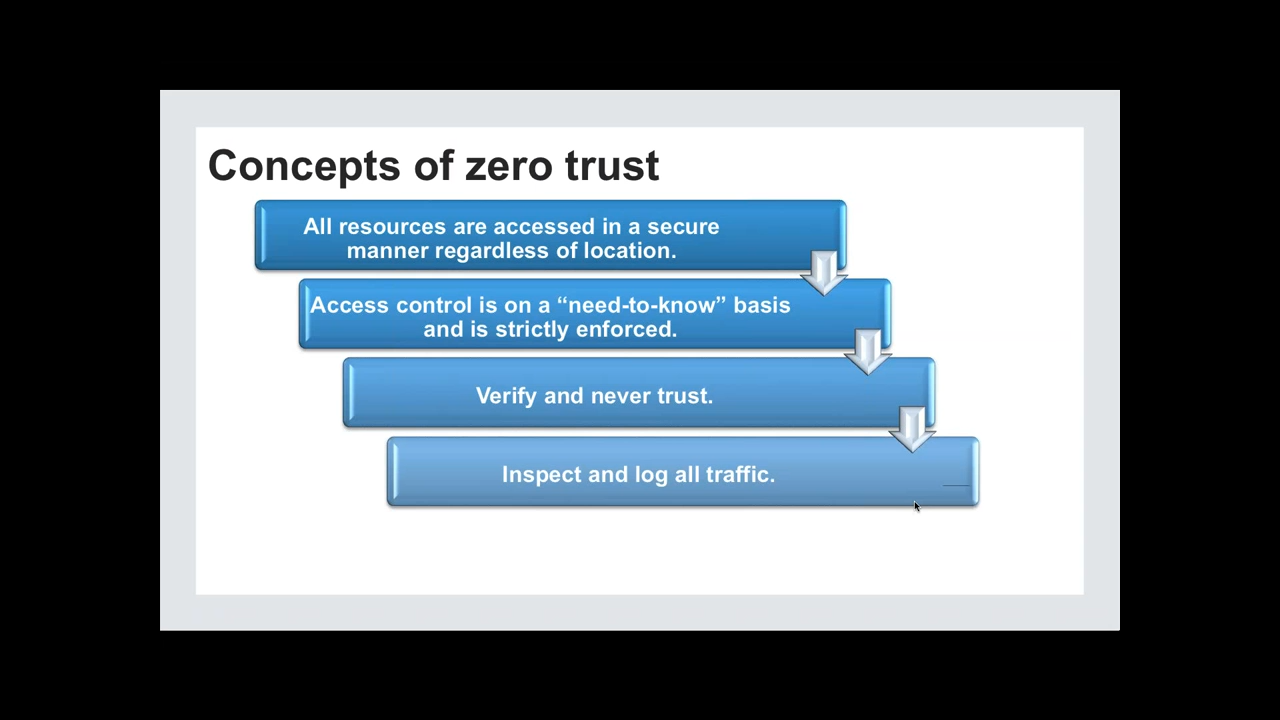 Concepts of zero trust
All resources are accessed in a secure
manner regardless of location.
Access control is on a “need-to-know” basis
and is strictly enforced.
Verify and never trust.
Inspect and log all traffic.